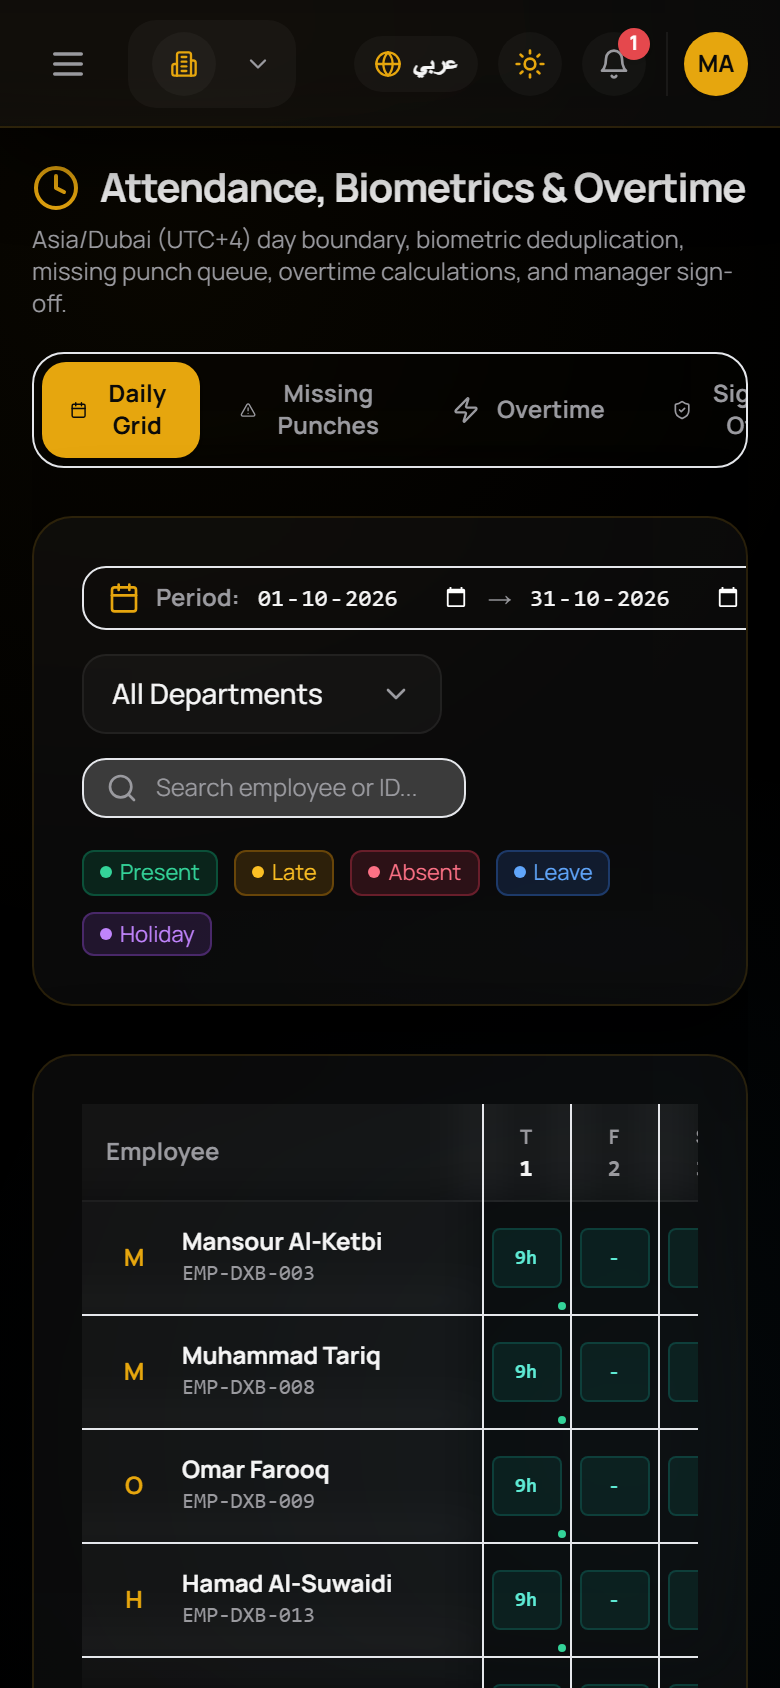 عربي
1
MA
Attendance, Biometrics & Overtime
Asia/Dubai (UTC+4) day boundary, biometric deduplication,
missing punch queue, overtime calculations, and manager sign-
off.
Daily
Grid
Missing
Punches
Overtime
Period: 01-10-2026 → 31-10-2026
All Departments
Search employee or ID...
Present
Late
Absent
Leave
Holiday
Employee
T
1
F
2
M
Mansour Al-Ketbi
EMP-DXB-003
9h
-
M
Muhammad Tariq
EMP-DXB-008
9h
-
O
Omar Farooq
EMP-DXB-009
9h
-
H
Hamad Al-Suwaidi
EMP-DXB-013
9h
-